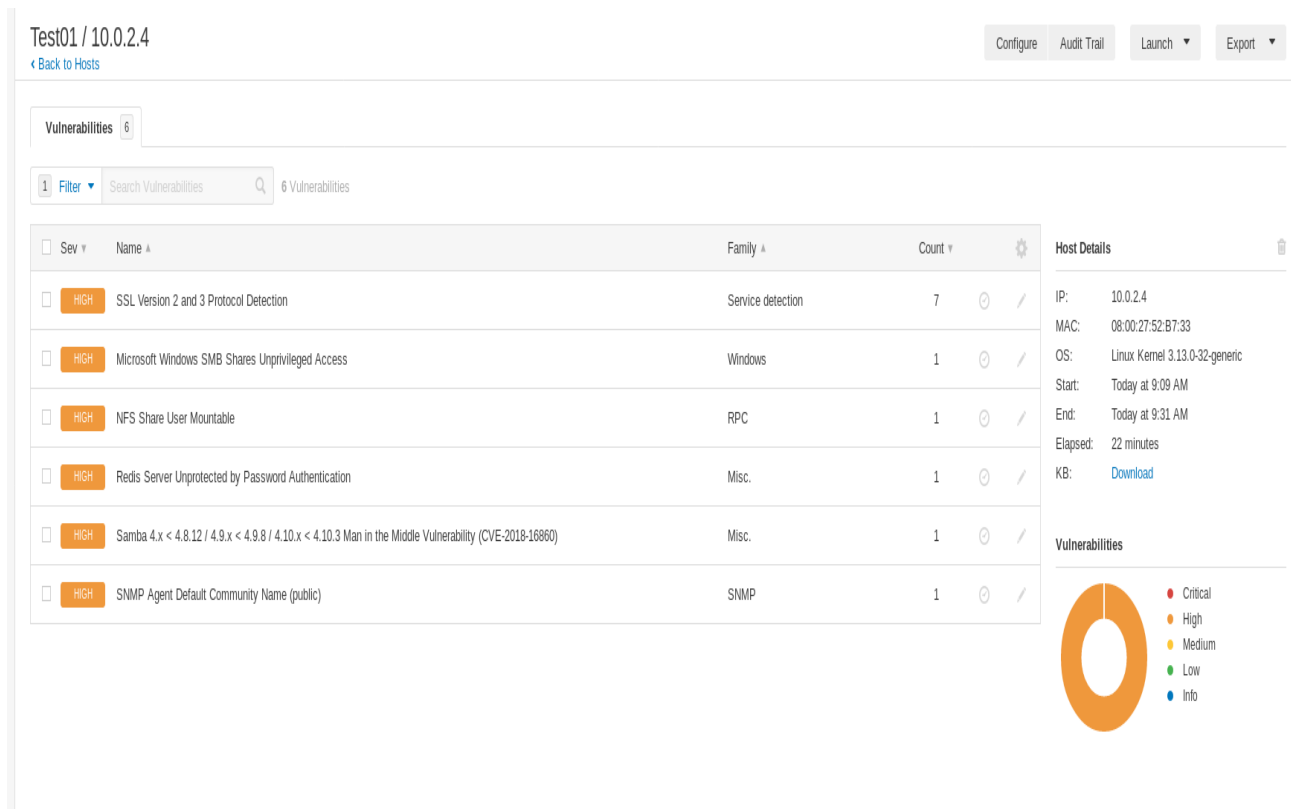 Test01 / 10.0.2.4
Back to Hosts
Configure Audit Trail Launch Export
Vulnerabilities 6
1 Filter Search Vulnerabilities 6 Vulnerabilities
Sev Name Family Count
HIGH SSL Version 2 and 3 Protocol Detection Service detection 7
HIGH Microsoft Windows SMB Shares Unprivileged Access Windows 1
HIGH NFS Share User Mountable RPC 1
HIGH Redis Server Unprotected by Password Authentication Misc. 1
HIGH Samba 4.x < 4.8.12 / 4.9.x < 4.9.8 / 4.10.x < 4.10.3 Man in the Middle Vulnerability (CVE-2018-16860) Misc. 1
HIGH SNMP Agent Default Community Name (public) SNMP 1
Host Details
IP: 10.0.2.4
MAC: 08:00:27:52:B7:33
OS: Linux Kernel 3.13.0-32-generic
Start: Today at 9:09 AM
End: Today at 9:31 AM
Elapsed: 22 minutes
KB: Download
Vulnerabilities
Critical
High
Medium
Low
Info